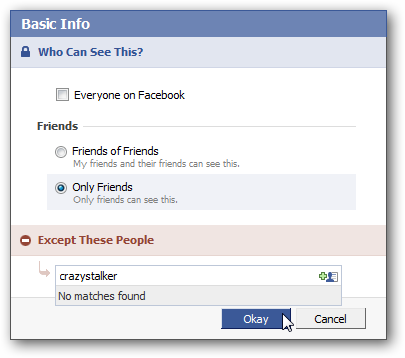 Basic Info
Who Can See This?
Everyone on Facebook
Friends
Friends of Friends
My friends and their friends can see this.
Only Friends
Only friends can see this.
Except These People
crazystalker
No matches found
Okay Cancel